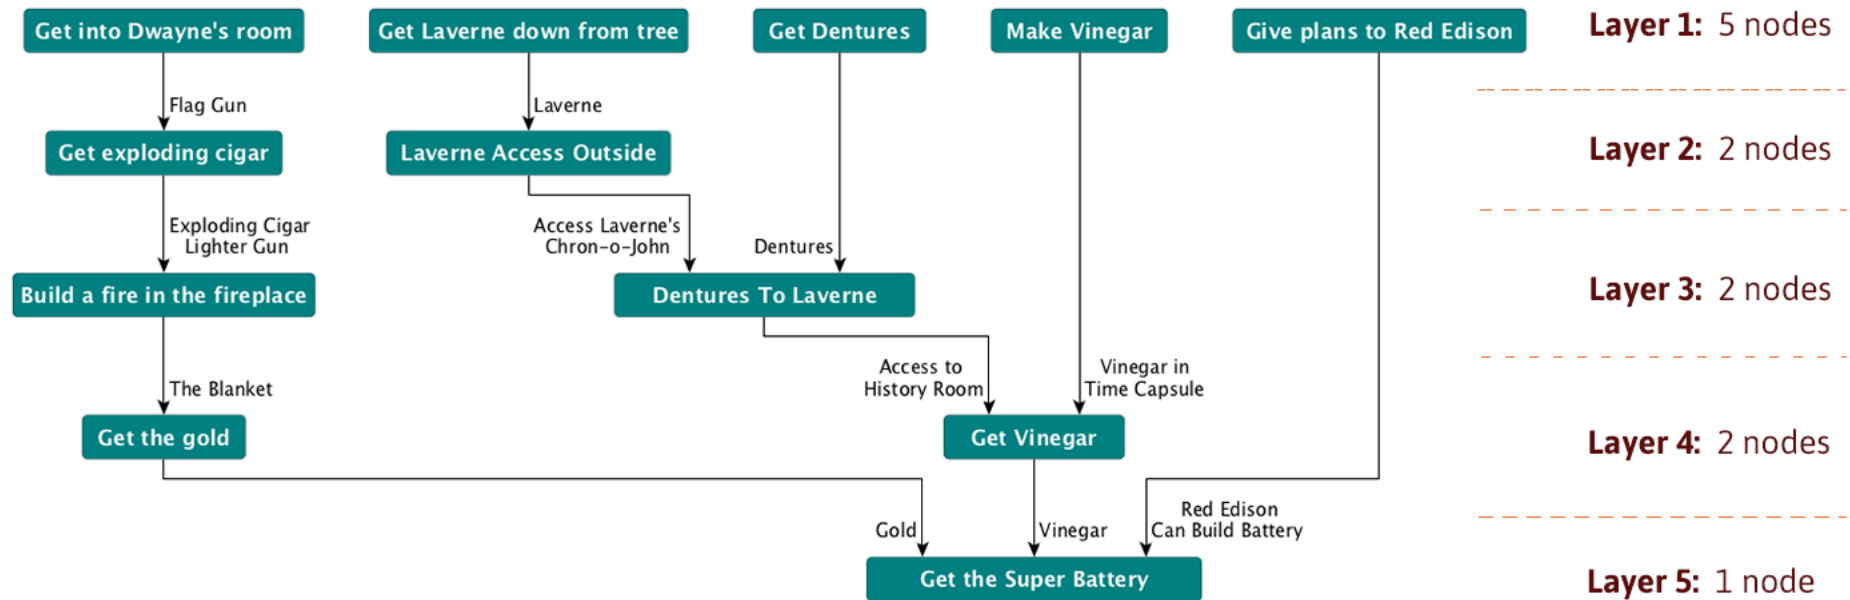 Get into Dwayne's room
Get Laverne down from tree
Get Dentures
Make Vinegar
Give plans to Red Edison
Layer 1: 5 nodes
Flag Gun
Laverne
Get exploding cigar
Laverne Access Outside
Layer 2: 2 nodes
Exploding Cigar
Lighter Gun
Access Laverne's
Chron-o-John
Dentures
Build a fire in the fireplace
Dentures To Laverne
Layer 3: 2 nodes
The Blanket
Access to
History Room
Vinegar in
Time Capsule
Get the gold
Get Vinegar
Layer 4: 2 nodes
Gold
Vinegar
Red Edison
Can Build Battery
Get the Super Battery
Layer 5: 1 node